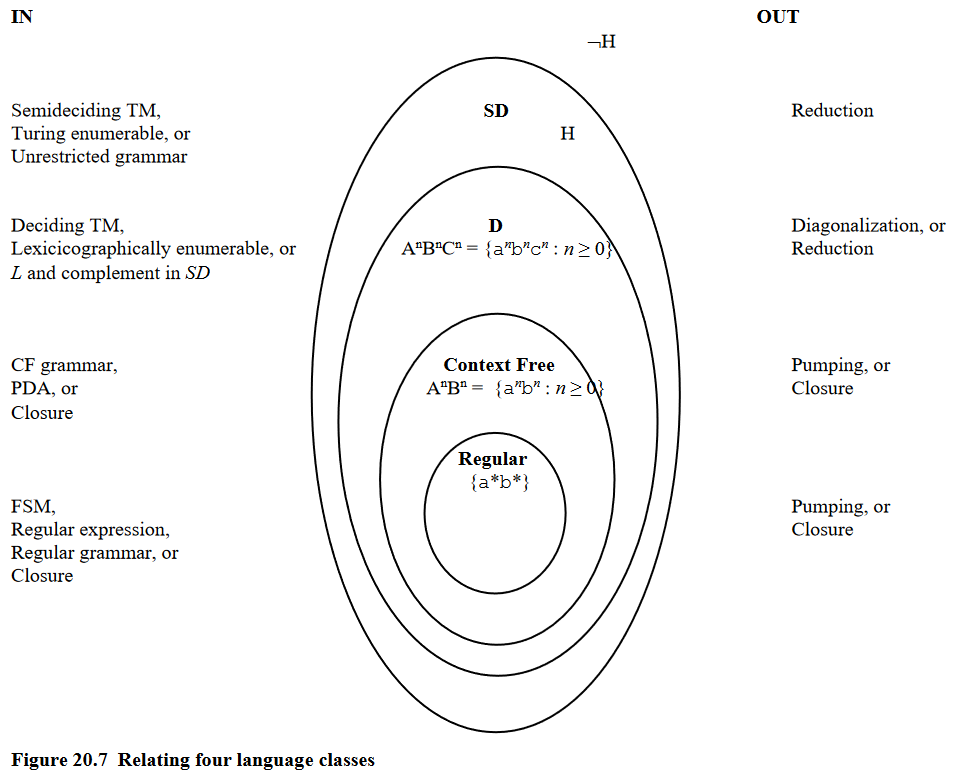 IN
OUT
¬H
Semideciding TM,
Turing enumerable, or
Unrestricted grammar
SD
H
Reduction
Deciding TM,
Lexicicographically enumerable, or
L and complement in SD
D
AⁿBⁿCⁿ = {aⁿbⁿcⁿ : n ≥ 0}
Diagonalization, or
Reduction
CF grammar,
PDA, or
Closure
Context Free
AⁿBⁿ = {aⁿbⁿ : n ≥ 0}
Pumping, or
Closure
Regular
{a*b*}
FSM,
Regular expression,
Regular grammar, or
Closure
Pumping, or
Closure
Figure 20.7 Relating four language classes